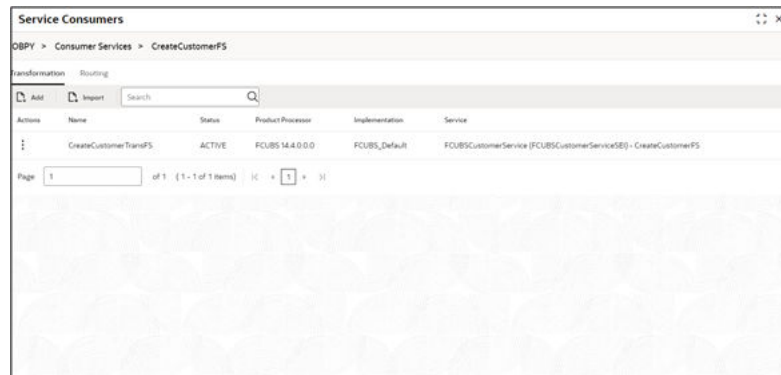 Service Consumers
OBPY > Consumer Services > CreateCustomerFS
Transformation Routing
Add Import Search
Actions Name Status Product Processor Implementation Service
CreateCustomerTransFS ACTIVE FCUBS 14.4.0.0.0 FCUBS_Default FCUBSCustomerService (FCUBSCustomerServiceSEI) - CreateCustomerFS
Page 1 of 1 (1 - 1 of 1 items) 1